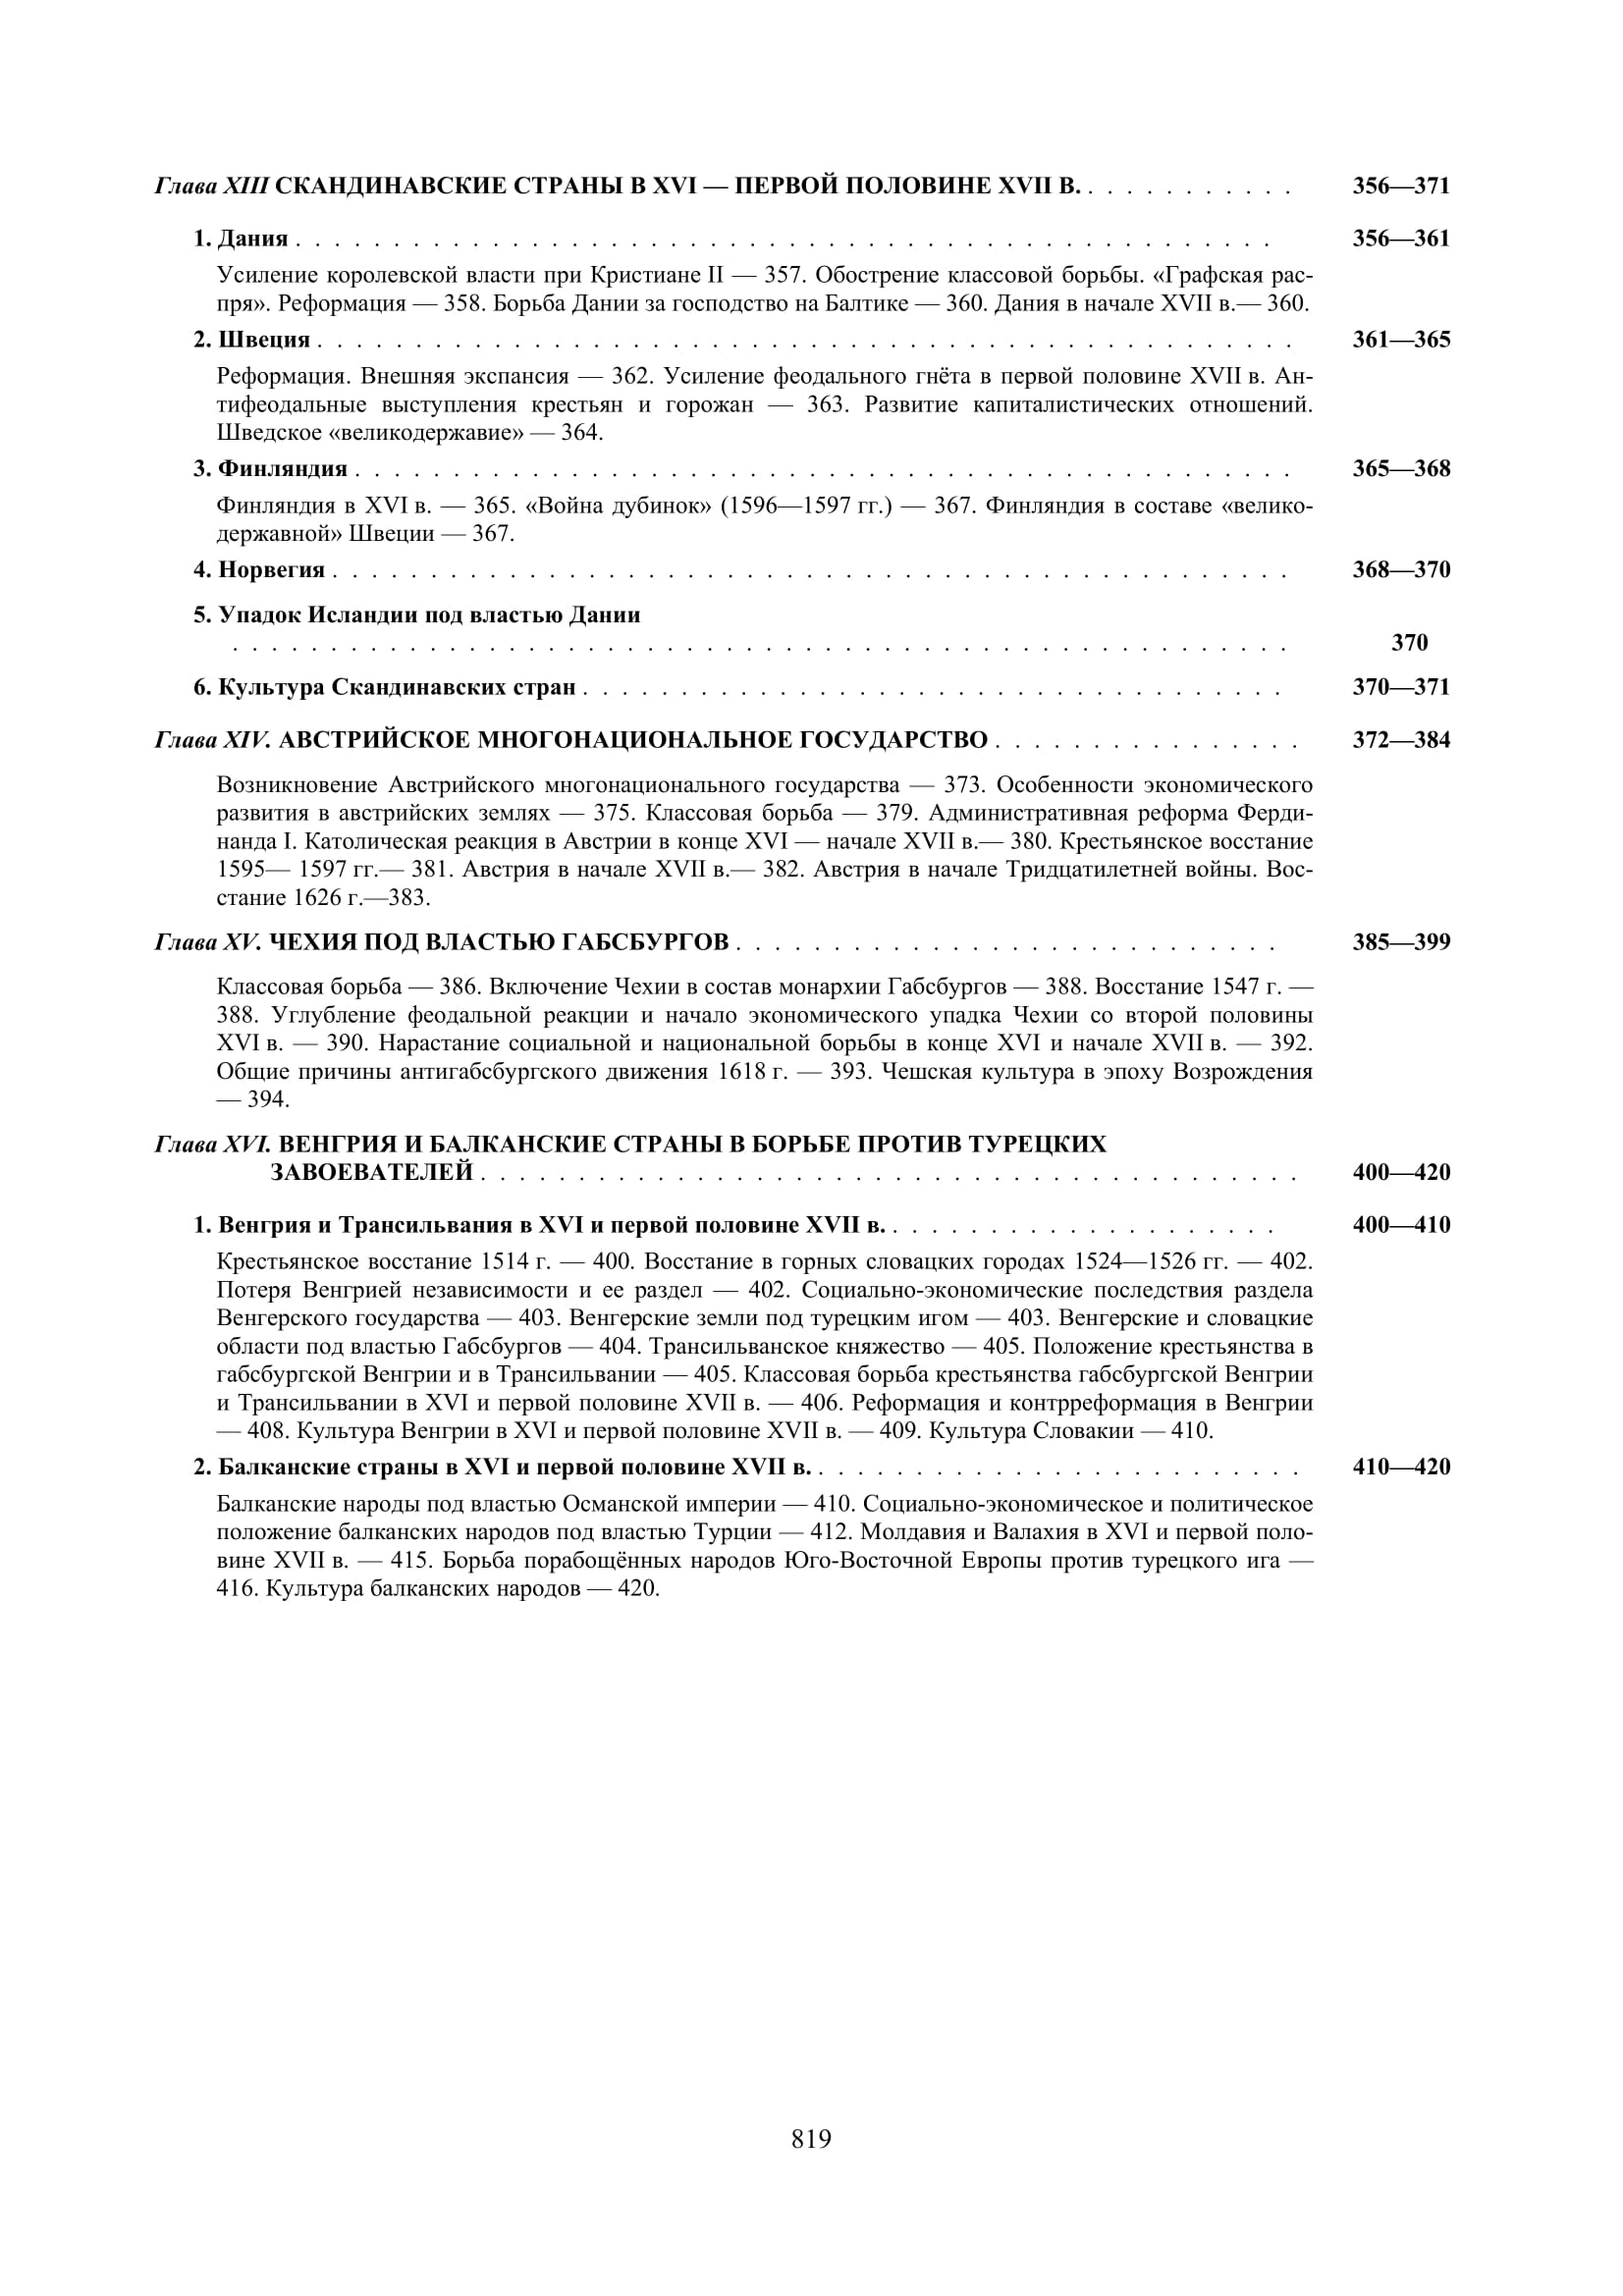 Глава XIII СКАНДИНАВСКИЕ СТРАНЫ В XVI — ПЕРВОЙ ПОЛОВИНЕ XVII В. . . . . . . . . . . . 356—371
1. Дания . . . . . . . . . . . . . . . . . . . . . . . . . . . . . . . . . . . . . . . . . . . . . . . . . . 356—361
Усиление королевской власти при Кристиане II — 357. Обострение классовой борьбы. «Графская рас-
пря». Реформация — 358. Борьба Дании за господство на Балтике — 360. Дания в начале XVII в.— 360.
2. Швеция . . . . . . . . . . . . . . . . . . . . . . . . . . . . . . . . . . . . . . . . . . . . . . . . . . 361—365
Реформация. Внешняя экспансия — 362. Усиление феодального гнёта в первой половине XVII в. Ан-
тифеодальные выступления крестьян и горожан — 363. Развитие капиталистических отношений.
Шведское «великодержавие» — 364.
3. Финляндия . . . . . . . . . . . . . . . . . . . . . . . . . . . . . . . . . . . . . . . . . . . . . . . . 365—368
Финляндия в XVI в. — 365. «Война дубинок» (1596—1597 гг.) — 367. Финляндия в составе «велико-
державной» Швеции — 367.
4. Норвегия . . . . . . . . . . . . . . . . . . . . . . . . . . . . . . . . . . . . . . . . . . . . . . . . . 368—370
5. Упадок Исландии под властью Дании
. . . . . . . . . . . . . . . . . . . . . . . . . . . . . . . . . . . . . . . . . . . . . . . . . . . . . . 370
6. Культура Скандинавских стран . . . . . . . . . . . . . . . . . . . . . . . . . . . . . . . . . . . . 370—371
Глава XIV. АВСТРИЙСКОЕ МНОГОНАЦИОНАЛЬНОЕ ГОСУДАРСТВО . . . . . . . . . . . . . . . . 372—384
Возникновение Австрийского многонационального государства — 373. Особенности экономического
развития в австрийских землях — 375. Классовая борьба — 379. Административная реформа Ферди-
нанда I. Католическая реакция в Австрии в конце XVI — начале XVII в.— 380. Крестьянское восстание
1595— 1597 гг.— 381. Австрия в начале XVII в.— 382. Австрия в начале Тридцатилетней войны. Вос-
стание 1626 г.—383.
Глава XV. ЧЕХИЯ ПОД ВЛАСТЬЮ ГАБСБУРГОВ . . . . . . . . . . . . . . . . . . . . . . . . . . . . 385—399
Классовая борьба — 386. Включение Чехии в состав монархии Габсбургов — 388. Восстание 1547 г. —
388. Углубление феодальной реакции и начало экономического упадка Чехии со второй половины
XVI в. — 390. Нарастание социальной и национальной борьбы в конце XVI и начале XVII в. — 392.
Общие причины антигабсбургского движения 1618 г. — 393. Чешская культура в эпоху Возрождения
— 394.
Глава XVI. ВЕНГРИЯ И БАЛКАНСКИЕ СТРАНЫ В БОРЬБЕ ПРОТИВ ТУРЕЦКИХ
ЗАВОЕВАТЕЛЕЙ . . . . . . . . . . . . . . . . . . . . . . . . . . . . . . . . . . . . . . . . . . 400—420
1. Венгрия и Трансильвания в XVI и первой половине XVII в. . . . . . . . . . . . . . . . . . . . . 400—410
Крестьянское восстание 1514 г. — 400. Восстание в горных словацких городах 1524—1526 гг. — 402.
Потеря Венгрией независимости и ее раздел — 402. Социально-экономические последствия раздела
Венгерского государства — 403. Венгерские земли под турецким игом — 403. Венгерские и словацкие
области под властью Габсбургов — 404. Трансильванское княжество — 405. Положение крестьянства в
габсбургской Венгрии и в Трансильвании — 405. Классовая борьба крестьянства габсбургской Венгрии
и Трансильвании в XVI и первой половине XVII в. — 406. Реформация и контрреформация в Венгрии
— 408. Культура Венгрии в XVI и первой половине XVII в. — 409. Культура Словакии — 410.
2. Балканские страны в XVI и первой половине XVII в. . . . . . . . . . . . . . . . . . . . . . . . . . 410—420
Балканские народы под властью Османской империи — 410. Социально-экономическое и политическое
положение балканских народов под властью Турции — 412. Молдавия и Валахия в XVI и первой поло-
вине XVII в. — 415. Борьба порабощённых народов Юго-Восточной Европы против турецкого ига —
416. Культура балканских народов — 420.
819